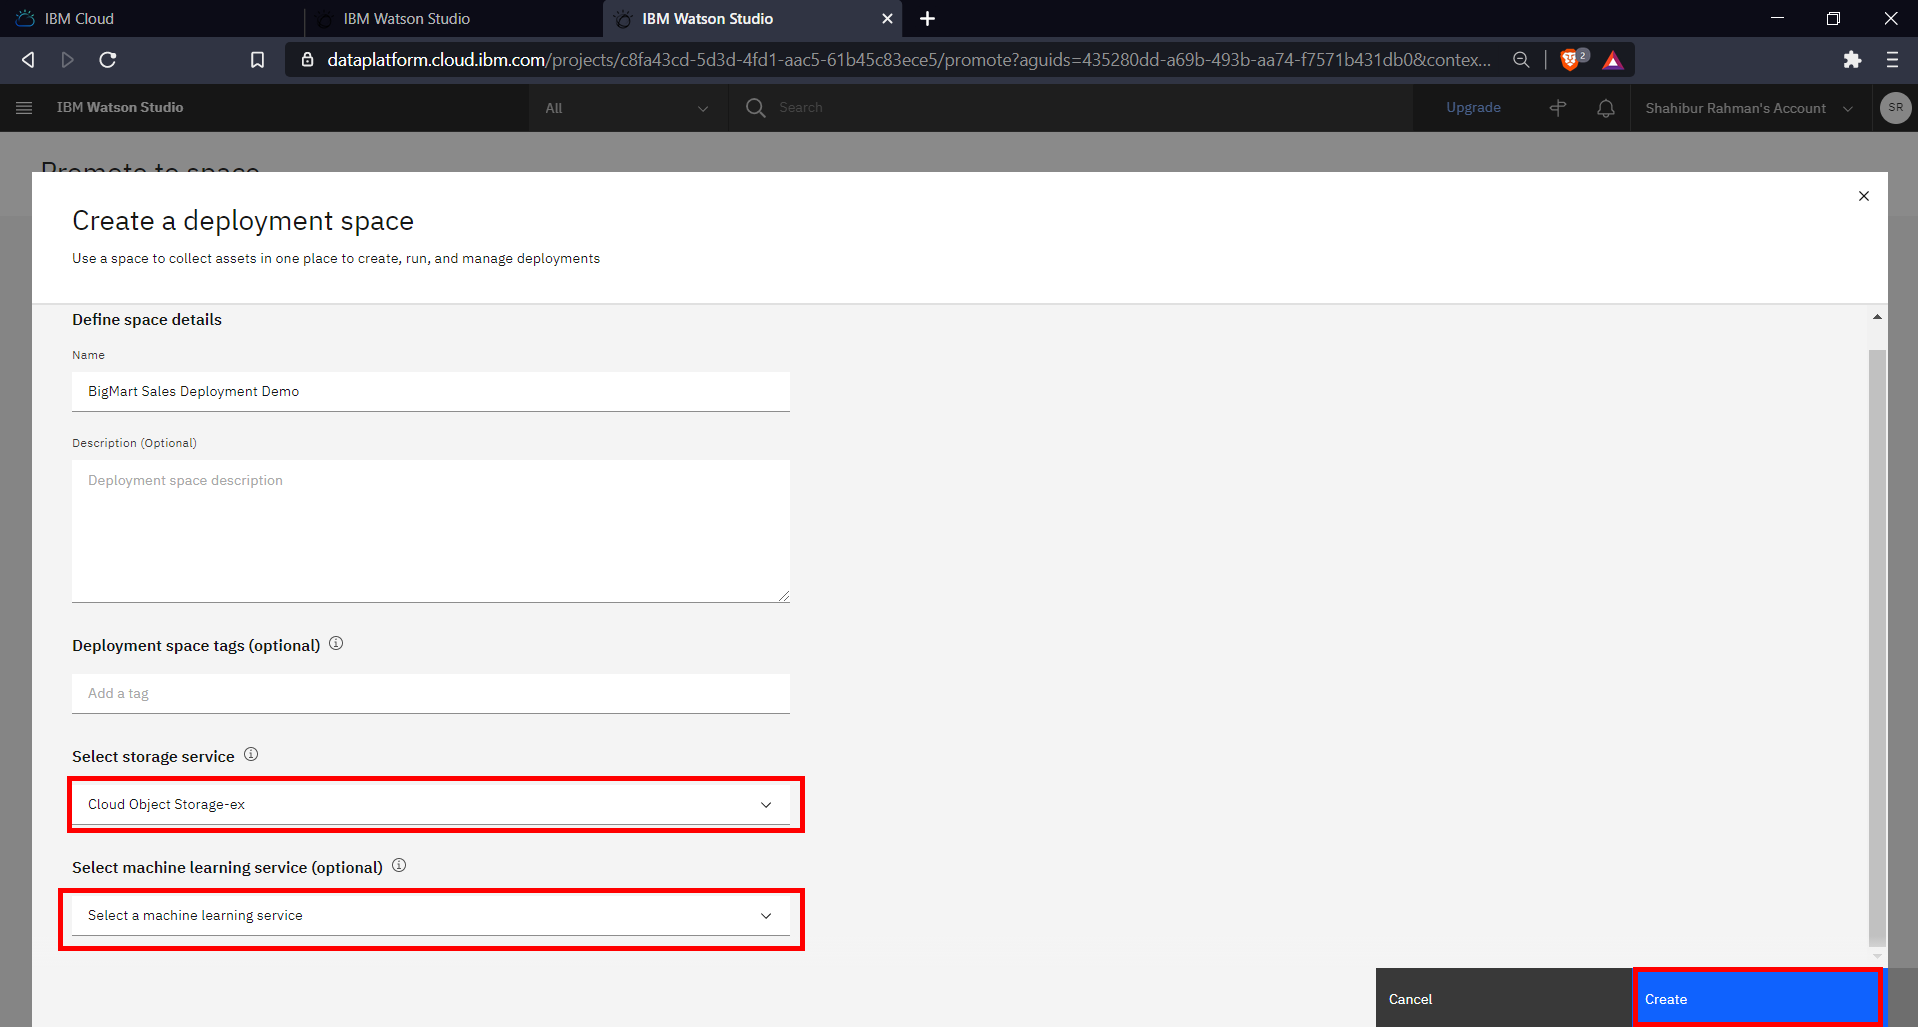 IBM Cloud
IBM Watson Studio
IBM Watson Studio
dataplatform.cloud.ibm.com/projects/c8fa43cd-5d3d-4fd1-aac5-61b45c83ece5/promote?aguids=435280dd-a69b-493b-aa74-f7571b431db0&contex...
2
IBM Watson Studio
All
Search
Upgrade
Shahibur Rahman's Account
SR
Promote to space
Create a deployment space
Use a space to collect assets in one place to create, run, and manage deployments
Define space details
Name
BigMart Sales Deployment Demo
Description (Optional)
Deployment space description
Deployment space tags (optional)
Add a tag
Select storage service
Cloud Object Storage-ex
Select machine learning service (optional)
Select a machine learning service
Cancel
Create